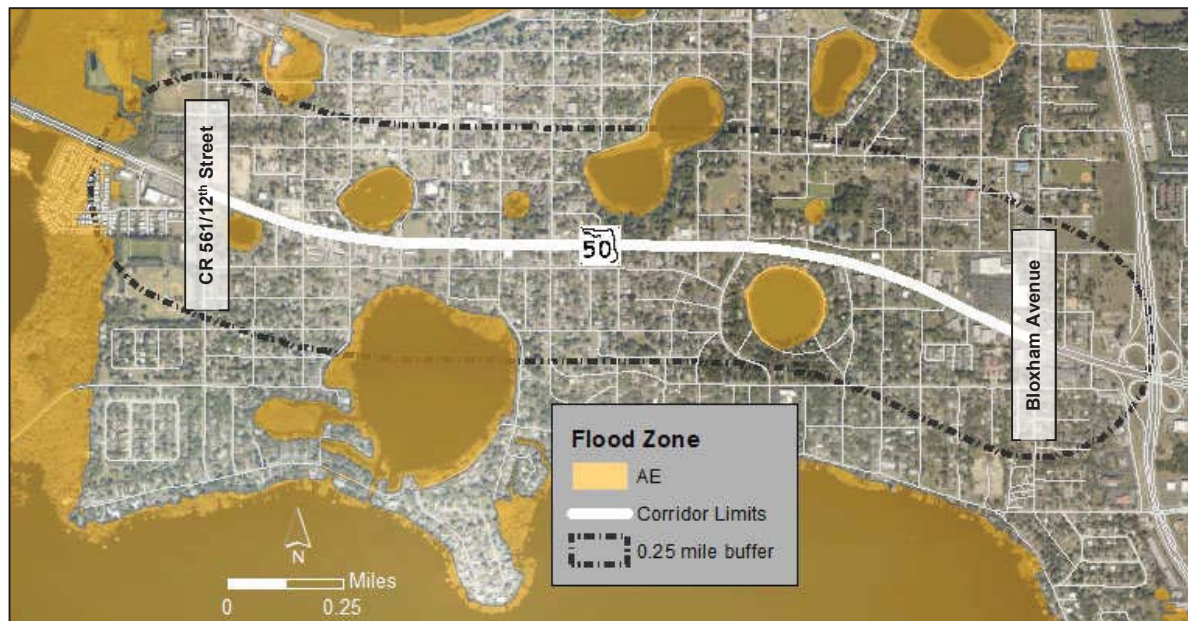 CR 561/12th Street
50
Bloxham Avenue
Flood Zone
AE
Corridor Limits
0.25 mile buffer
N
Miles
0 0.25